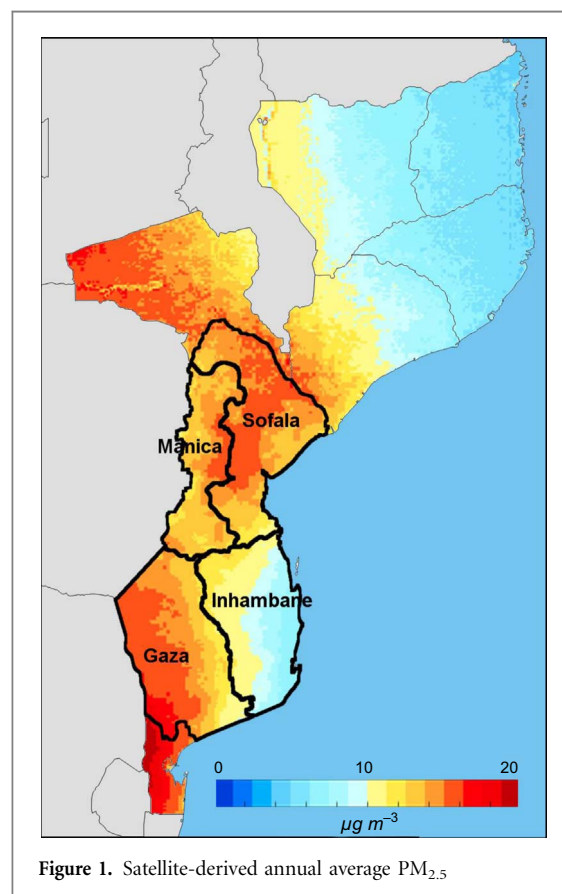 Sofala
Manica
Inhambane
Gaza
0 10 20
µg m⁻³
Figure 1. Satellite-derived annual average PM₂.₅